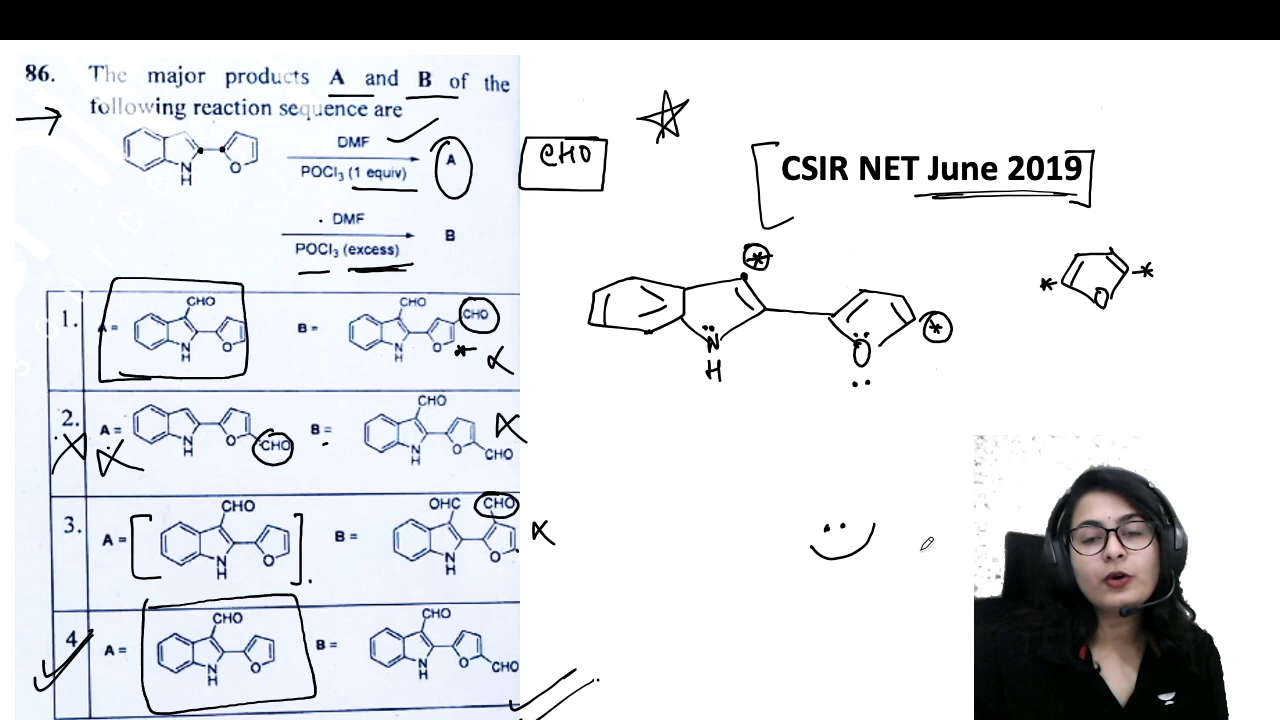 86. The major products A and B of the
following reaction sequence are
DMF
POCl₃ (1 equiv)
A
CHO
N
H
O
DMF
POCl₃ (excess)
B
CSIR NET June 2019
1. A =
CHO
N
H
O
B =
CHO
CHO
N
H
O
2. A =
N
H
O
CHO
B =
CHO
N
H
O
CHO
3. A =
CHO
N
H
O
B =
OHC
CHO
N
H
O
4 A =
CHO
N
H
O
B =
CHO
N
H
O
CHO
N
H
O
O